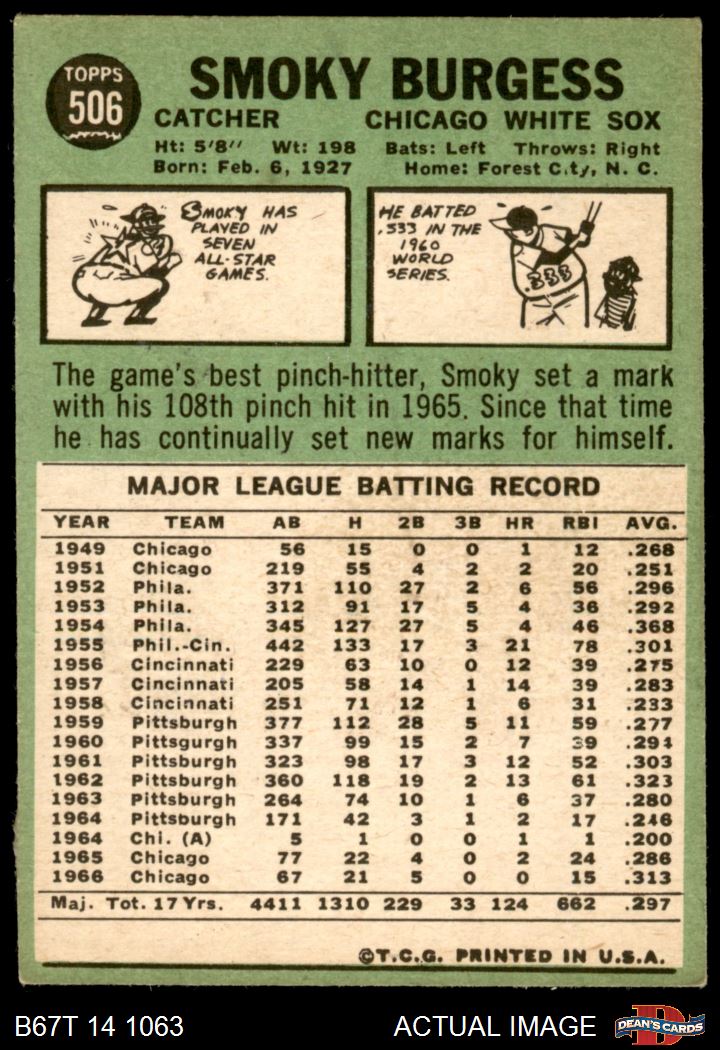 TOPPS
506
SMOKY BURGESS
CATCHER CHICAGO WHITE SOX
Ht: 5'8'' Wt: 198 Bats: Left Throws: Right
Born: Feb. 6, 1927 Home: Forest City, N. C.
SMOKY HAS
PLAYED IN
SEVEN
ALL-STAR
GAMES.
HE BATTED
.333 IN THE
1960
WORLD
SERIES.
.333
The game's best pinch-hitter, Smoky set a mark
with his 108th pinch hit in 1965. Since that time
he has continually set new marks for himself.
MAJOR LEAGUE BATTING RECORD
YEAR TEAM AB H 2B 3B HR RBI AVG.
1949 Chicago 56 15 0 0 1 12 .268
1951 Chicago 219 55 4 2 2 20 .251
1952 Phila. 371 110 27 2 6 56 .296
1953 Phila. 312 91 17 5 4 36 .292
1954 Phila. 345 127 27 5 4 46 .368
1955 Phil.-Cin. 442 133 17 3 21 78 .301
1956 Cincinnati 229 63 10 0 12 39 .275
1957 Cincinnati 205 58 14 1 14 39 .283
1958 Cincinnati 251 71 12 1 6 31 .233
1959 Pittsburgh 377 112 28 5 11 59 .277
1960 Pittsgurgh 337 99 15 2 7 39 .294
1961 Pittsburgh 323 98 17 3 12 52 .303
1962 Pittsburgh 360 118 19 2 13 61 .323
1963 Pittsburgh 264 74 10 1 6 37 .280
1964 Pittsburgh 171 42 3 1 2 17 .246
1964 Chi. (A) 5 1 0 0 1 1 .200
1965 Chicago 77 22 4 0 2 24 .286
1966 Chicago 67 21 5 0 0 15 .313
Maj. Tot. 17 Yrs. 4411 1310 229 33 124 662 .297
©T.C.G. PRINTED IN U.S.A.
B67T 14 1063 ACTUAL IMAGE
D
DEAN'S CARDS